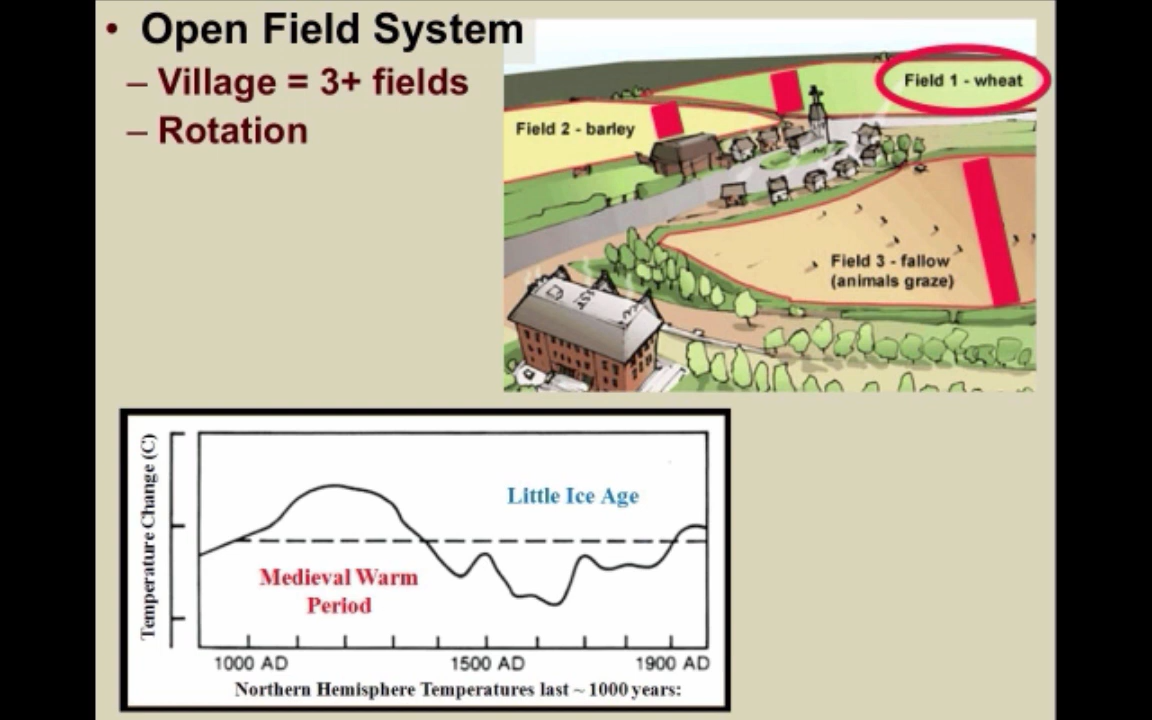 • Open Field System
– Village = 3+ fields
– Rotation
Field 1 - wheat
Field 2 - barley
Field 3 - fallow
(animals graze)
Temperature Change (C)
Little Ice Age
Medieval Warm
Period
1000 AD 1500 AD 1900 AD
Northern Hemisphere Temperatures last ~ 1000 years: